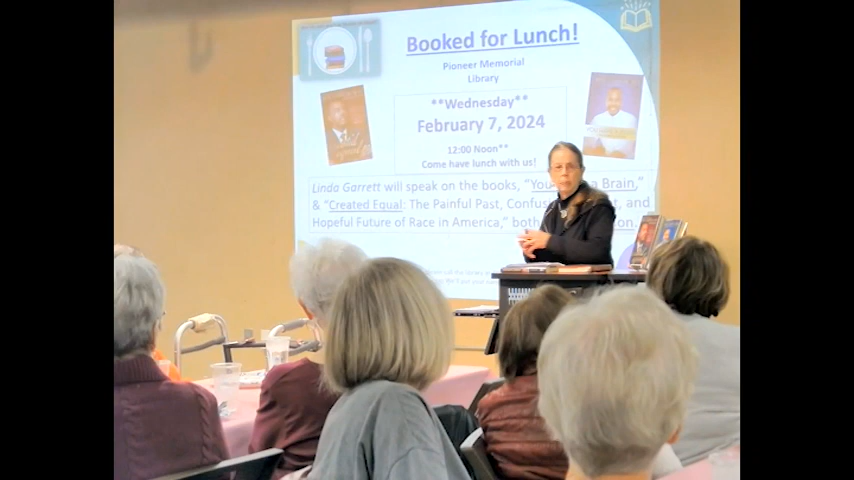 Booked for Lunch!
Pioneer Memorial
Library
**Wednesday**
February 7, 2024
12:00 Noon**
Come have lunch with us!
Linda Garrett will speak on the books, “You a Brain,”
& “Created Equal: The Painful Past, and
Hopeful Future of Race in America,” both